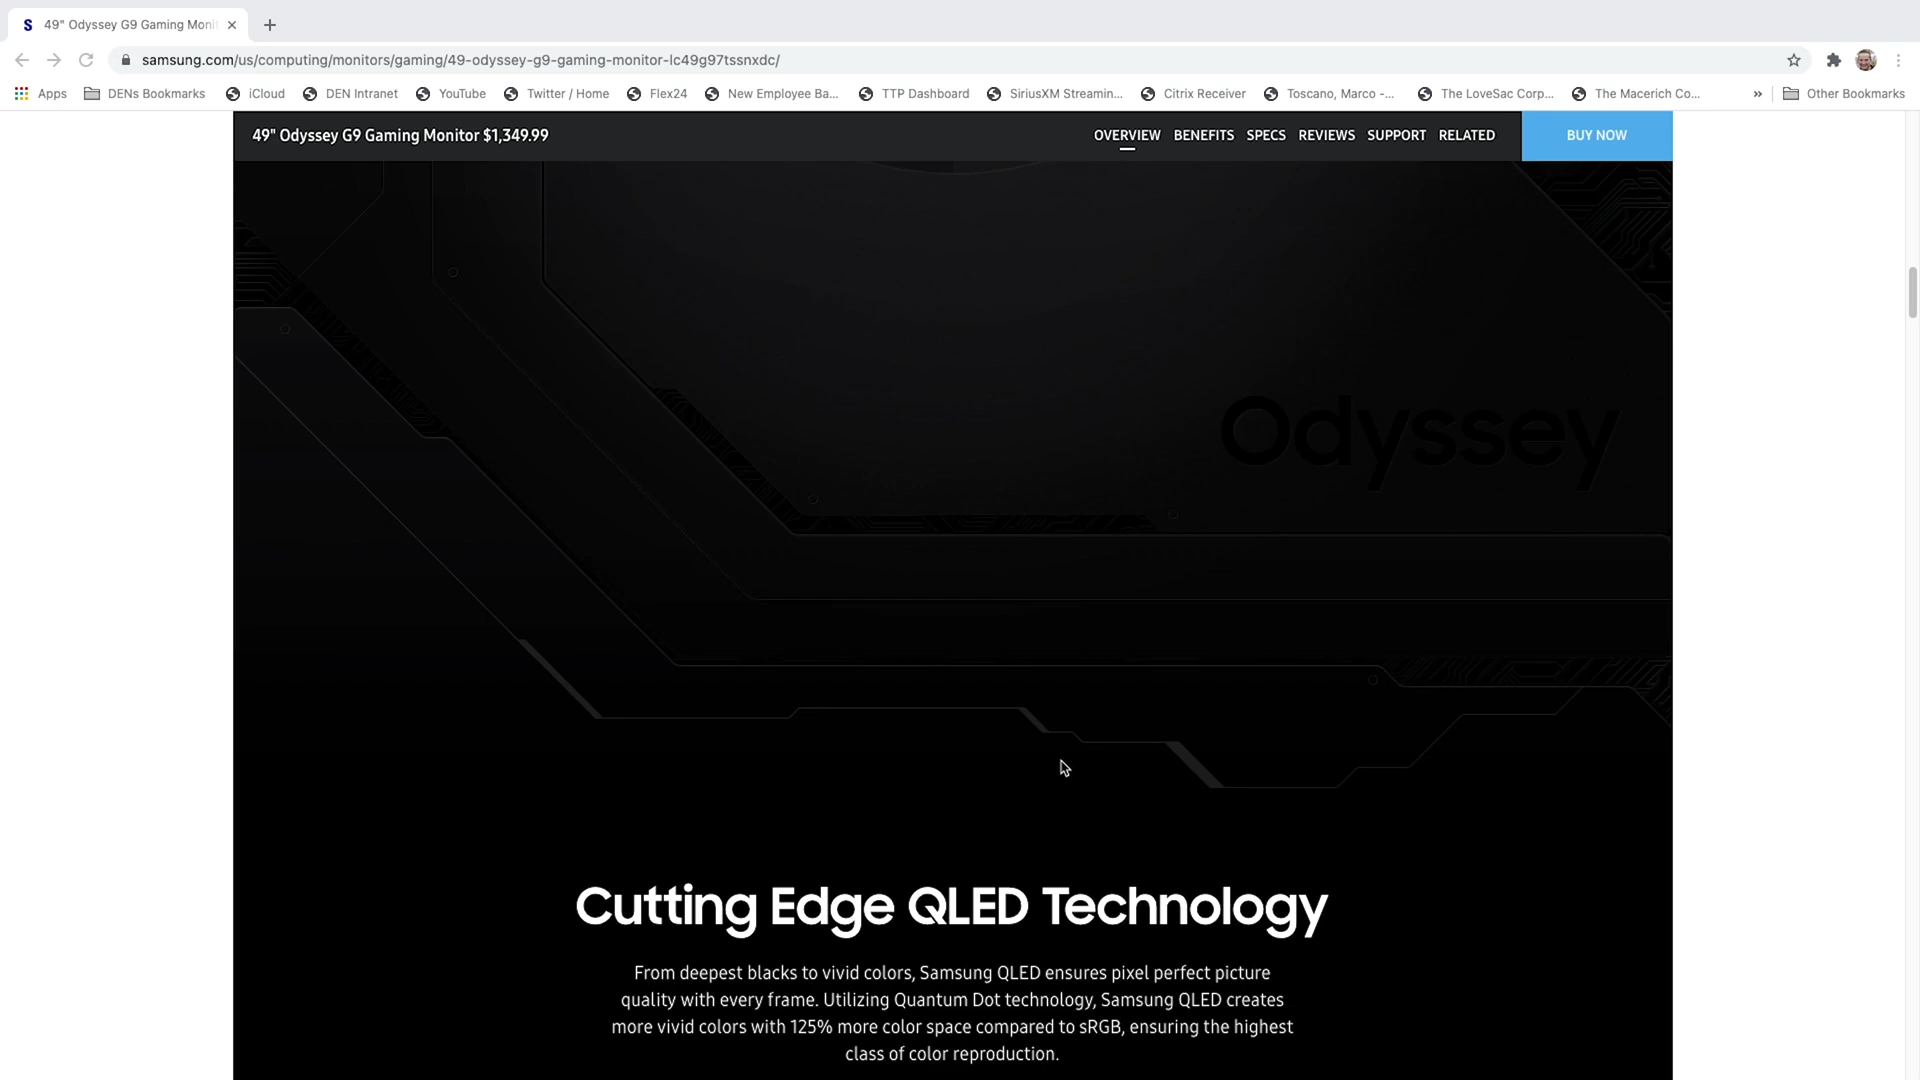 49" Odyssey G9 Gaming Monit
samsung.com/us/computing/monitors/gaming/49-odyssey-g9-gaming-monitor-lc49g97tssnxdc/
Apps DENs Bookmarks iCloud DEN Intranet YouTube Twitter / Home Flex24 New Employee Ba... TTP Dashboard SiriusXM Streamin... Citrix Receiver Toscano, Marco -... The LoveSac Corp... The Macerich Co... » Other Bookmarks
49" Odyssey G9 Gaming Monitor $1,349.99 OVERVIEW BENEFITS SPECS REVIEWS SUPPORT RELATED BUY NOW
Odyssey
Cutting Edge QLED Technology
From deepest blacks to vivid colors, Samsung QLED ensures pixel perfect picture
quality with every frame. Utilizing Quantum Dot technology, Samsung QLED creates
more vivid colors with 125% more color space compared to sRGB, ensuring the highest
class of color reproduction.